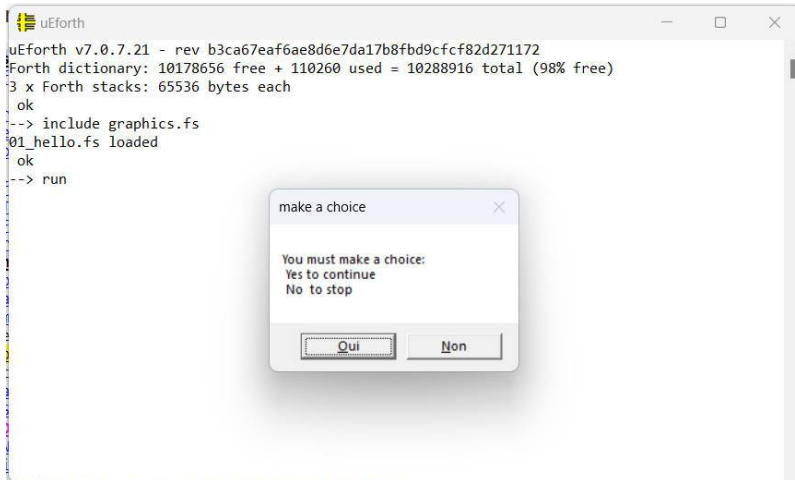 uEforth
uEforth v7.0.7.21 - rev b3ca67eaf6ae8d6e7da17b8fbd9cfcf82d271172
Forth dictionary: 10178656 free + 110260 used = 10288916 total (98% free)
3 x Forth stacks: 65536 bytes each
ok
--> include graphics.fs
01_hello.fs loaded
ok
--> run
make a choice
You must make a choice:
Yes to continue
No to stop
Oui Non